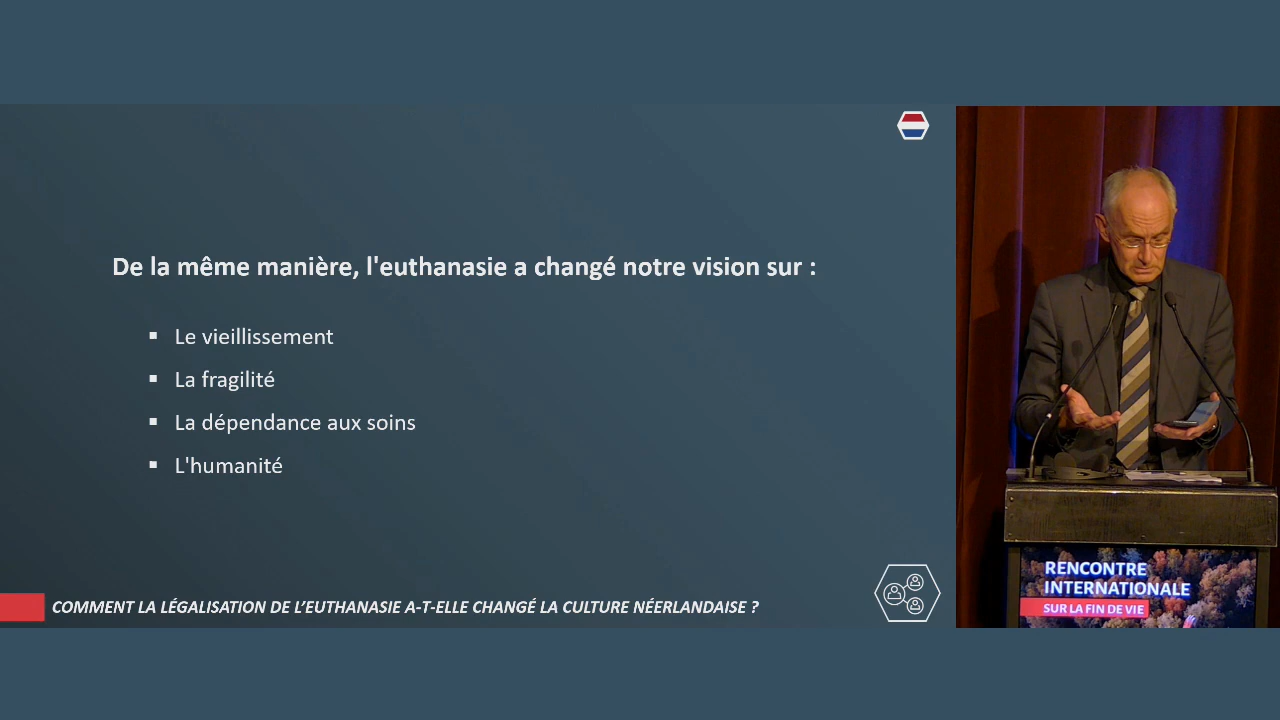 De la même manière, l'euthanasie a changé notre vision sur :
▪ Le vieillissement
▪ La fragilité
▪ La dépendance aux soins
▪ L'humanité
COMMENT LA LÉGALISATION DE L’EUTHANASIE A-T-ELLE CHANGÉ LA CULTURE NÉERLANDAISE ?
RENCONTRE
INTERNATIONALE
SUR LA FIN DE VIE